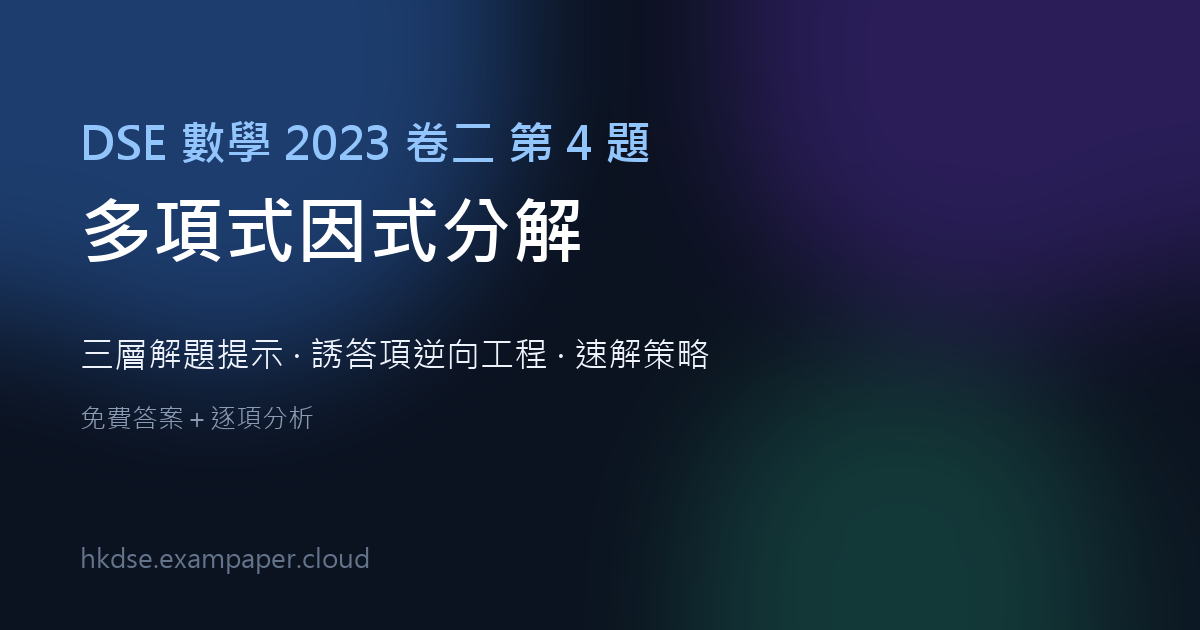 DSE 數學 2023 卷二 第 4 題
多項式因式分解
三層解題提示 · 誘答項逆向工程 · 速解策略
免費答案 + 逐項分析
hkdse.exampaper.cloud